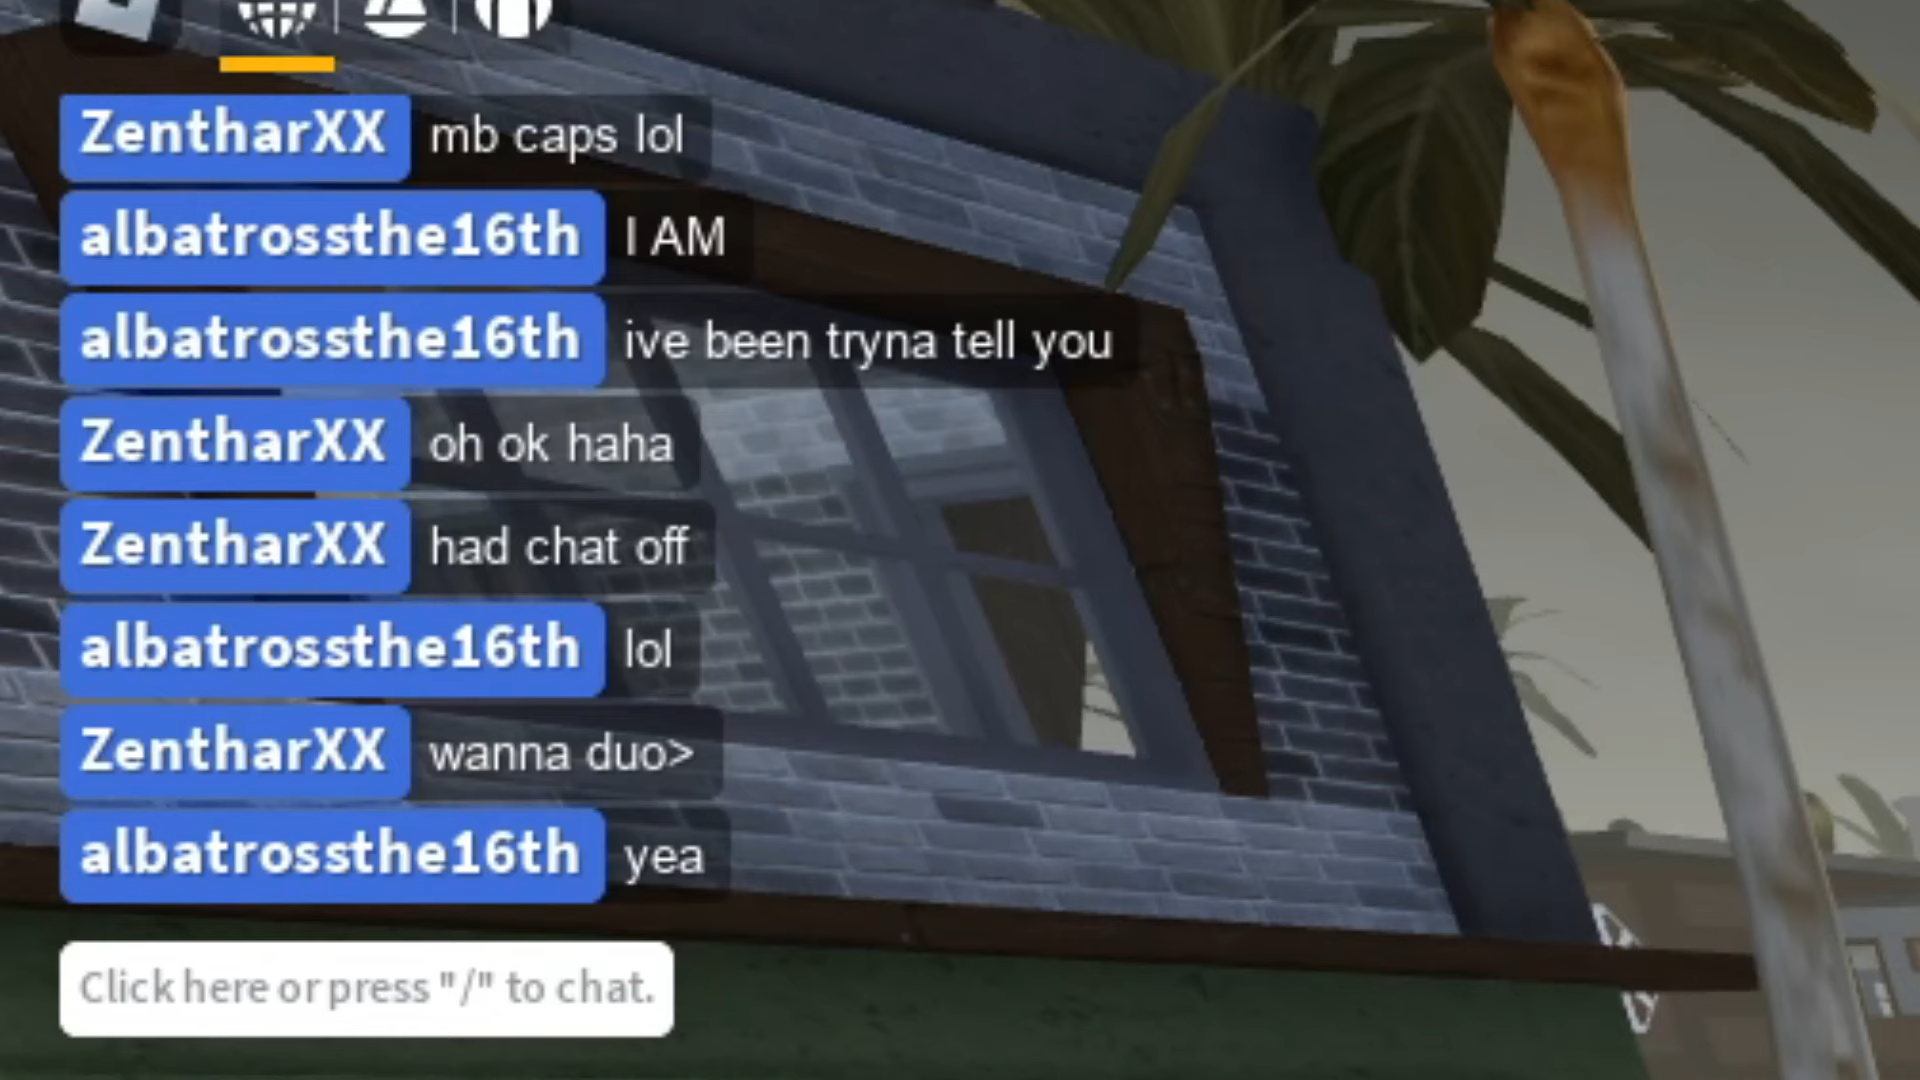 ZentharXX mb caps lol
albatrossthe16th I AM
albatrossthe16th ive been tryna tell you
ZentharXX oh ok haha
ZentharXX had chat off
albatrossthe16th lol
ZentharXX wanna duo>
albatrossthe16th yea
Click here or press "/" to chat.